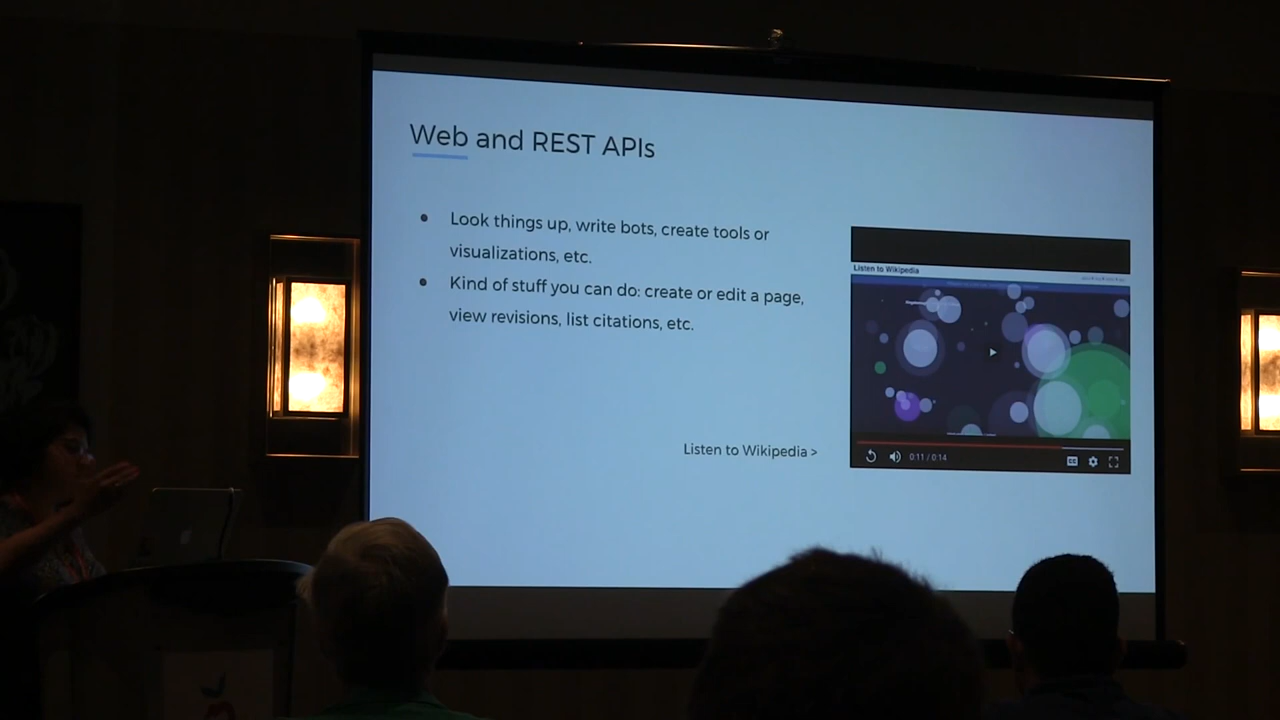 Web and REST APIs
● Look things up, write bots, create tools or
visualizations, etc.
● Kind of stuff you can do: create or edit a page,
view revisions, list citations, etc.
Listen to Wikipedia
0:11 / 0:14
CC
Listen to Wikipedia >